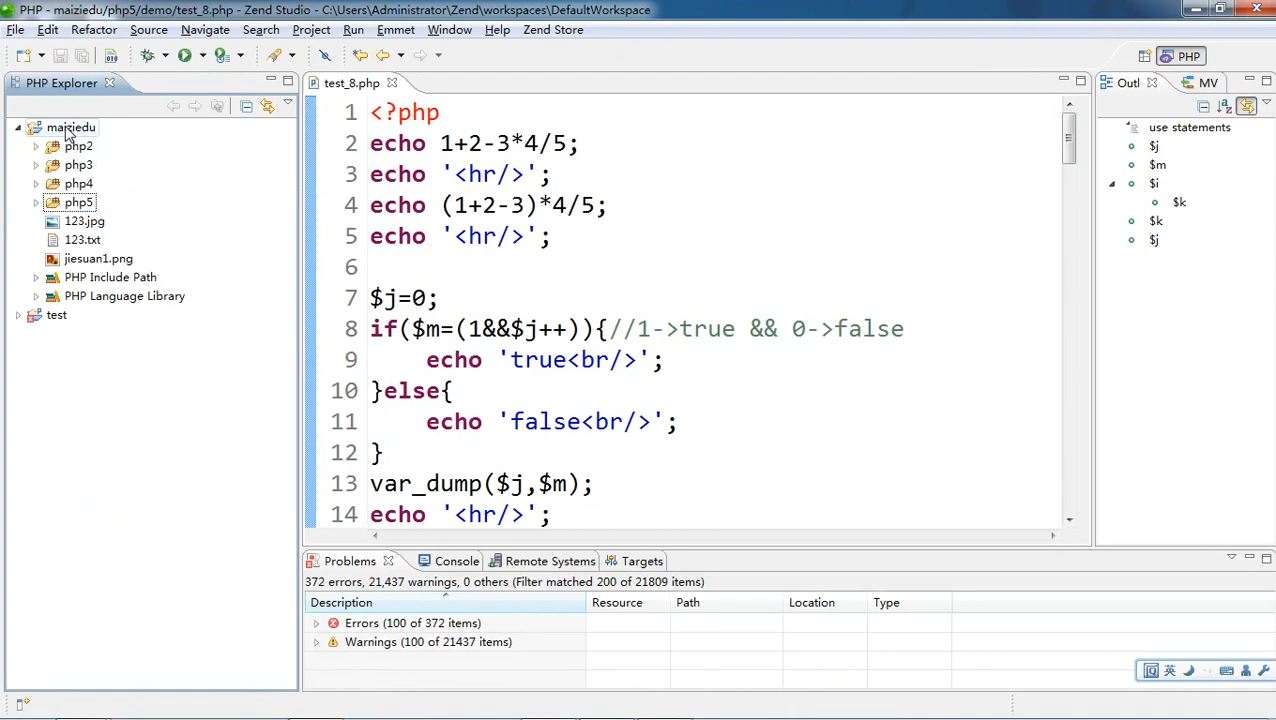 PHP - maiziedu/php5/demo/test_8.php - Zend Studio - C:\Users\Administrator\Zend\workspaces\DefaultWorkspace
File Edit Refactor Source Navigate Search Project Run Emmet Window Help Zend Store
PHP
PHP Explorer
maiziedu
php2
php3
php4
php5
123.jpg
123.txt
jiesuan1.png
PHP Include Path
PHP Language Library
test
test_8.php
1 <?php
2 echo 1+2-3*4/5;
3 echo '<hr/>';
4 echo (1+2-3)*4/5;
5 echo '<hr/>';
6
7 $j=0;
8 if($m=(1&&$j++)){//1->true && 0->false
9 echo 'true<br/>';
10 }else{
11 echo 'false<br/>';
12 }
13 var_dump($j,$m);
14 echo '<hr/>';
Outl MV
use statements
$j
$m
$i
$k
$k
$j
Problems Console Remote Systems Targets
372 errors, 21,437 warnings, 0 others (Filter matched 200 of 21809 items)
Description Resource Path Location Type
Errors (100 of 372 items)
Warnings (100 of 21437 items)
英